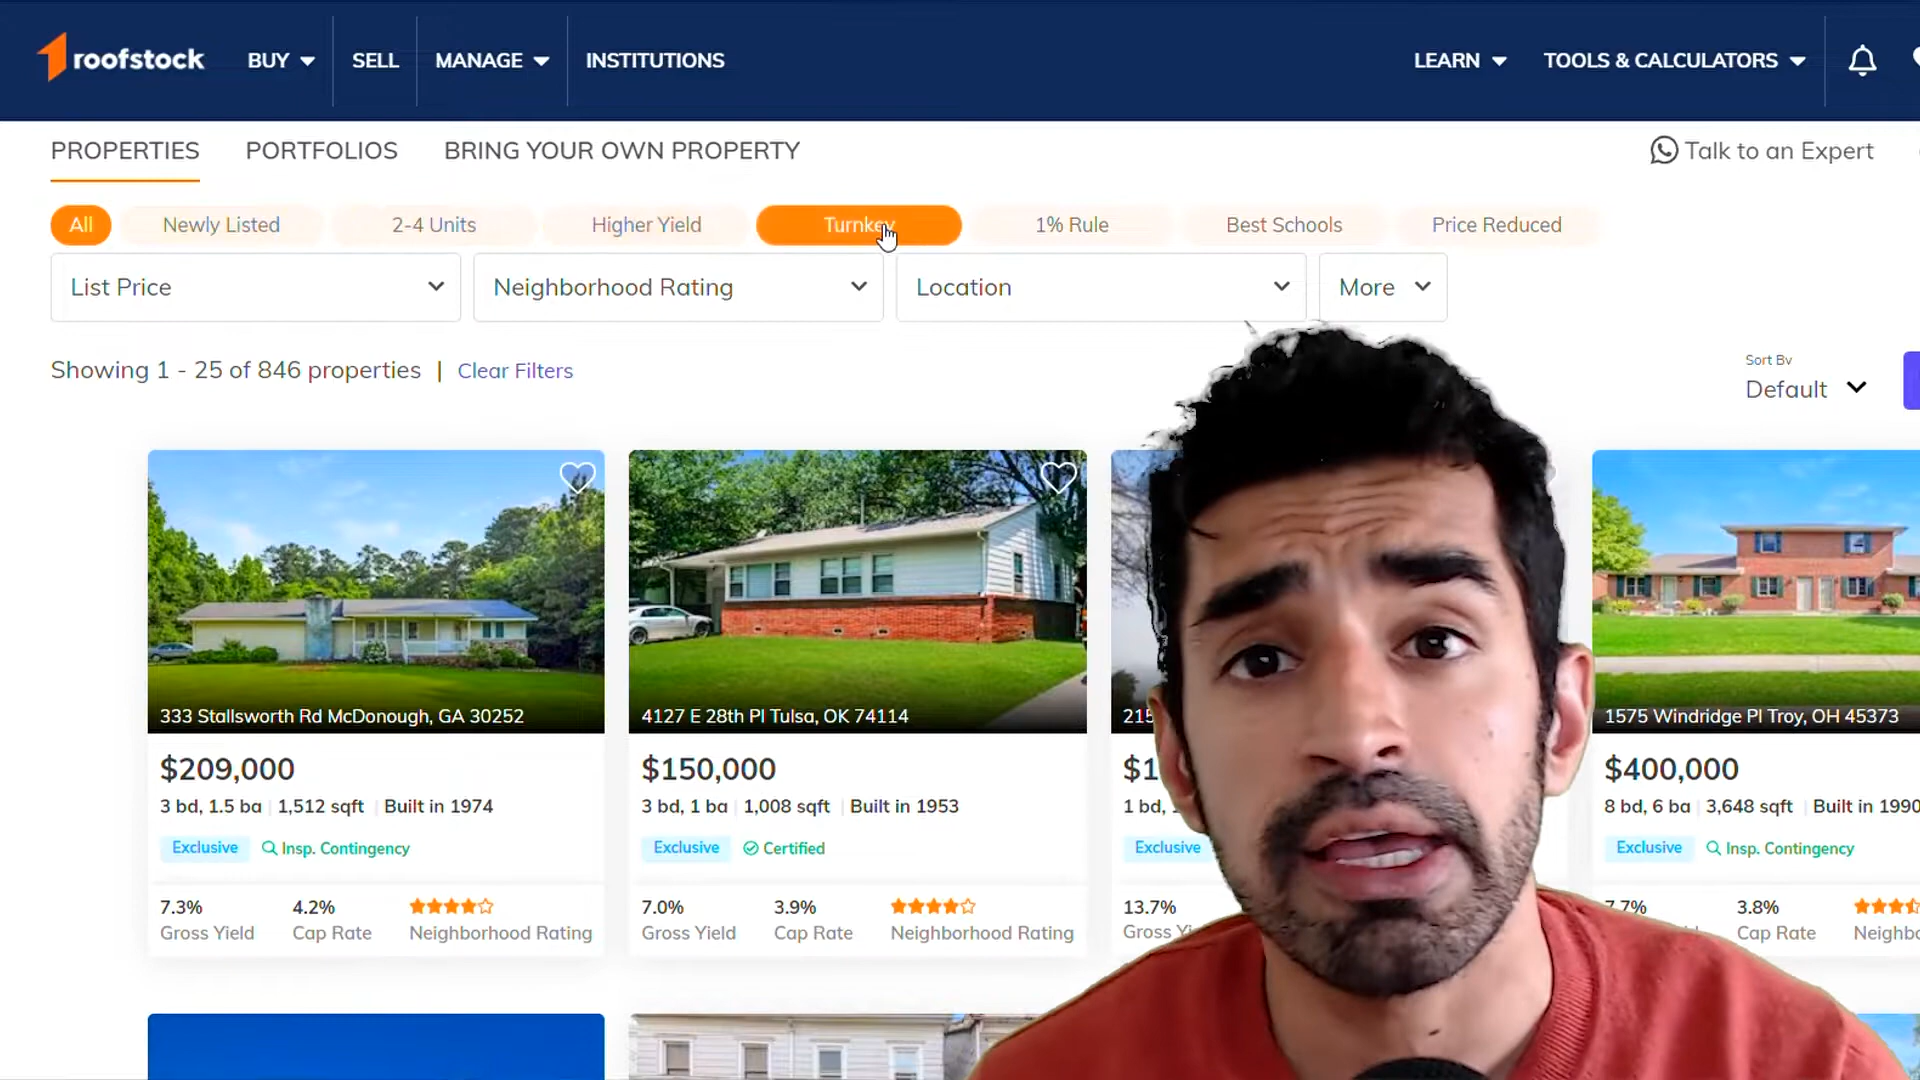 roofstock BUY SELL MANAGE INSTITUTIONS LEARN TOOLS & CALCULATORS
PROPERTIES PORTFOLIOS BRING YOUR OWN PROPERTY Talk to an Expert
All Newly Listed 2-4 Units Higher Yield Turnkey 1% Rule Best Schools Price Reduced
List Price Neighborhood Rating Location More
Showing 1 - 25 of 846 properties | Clear Filters
Sort By
Default
333 Stallsworth Rd McDonough, GA 30252
$209,000
3 bd, 1.5 ba 1,512 sqft Built in 1974
Exclusive Insp. Contingency
7.3% 4.2%
Gross Yield Cap Rate Neighborhood Rating
4127 E 28th Pl Tulsa, OK 74114
$150,000
3 bd, 1 ba 1,008 sqft Built in 1953
Exclusive Certified
7.0% 3.9%
Gross Yield Cap Rate Neighborhood Rating
215
$1
1 bd,
Exclusive
13.7%
Gross
1575 Windridge Pl Troy, OH 45373
$400,000
8 bd, 6 ba 3,648 sqft Built in 1990
Exclusive Insp. Contingency
7.7% 3.8%
Cap Rate